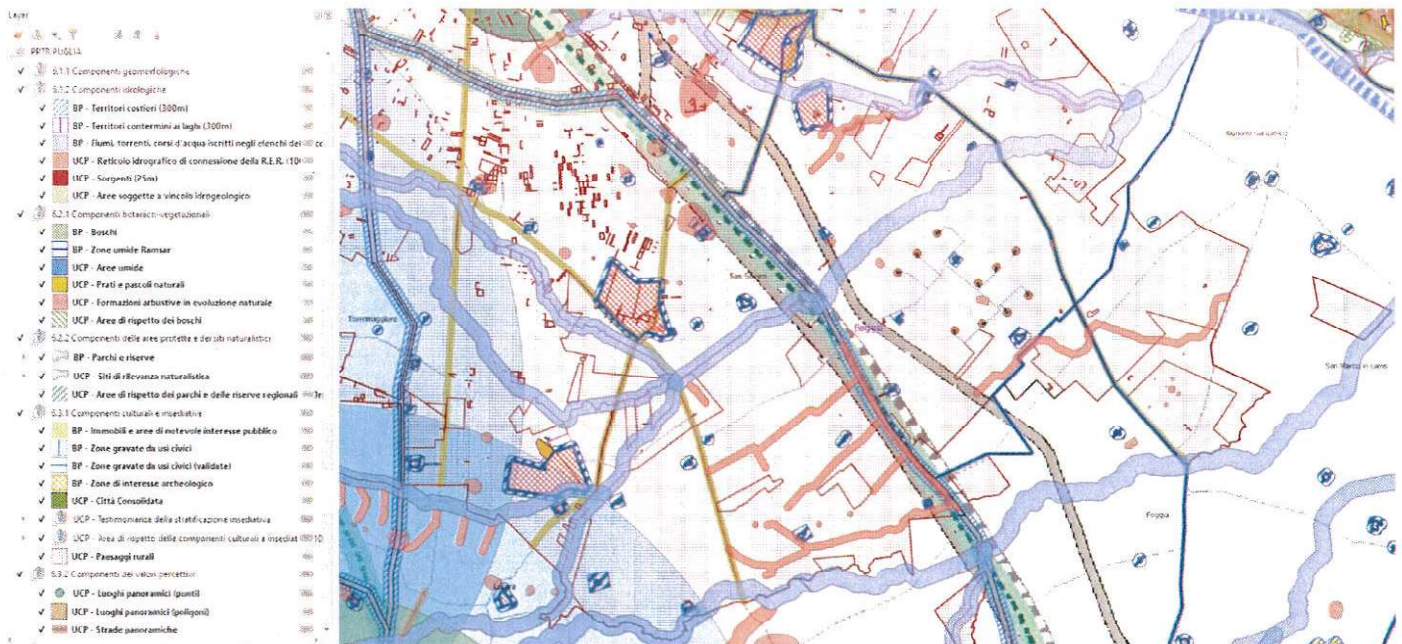 Layer
PPTR PUGLIA
6.1.1 Componenti geomorfologiche
6.1.2 Componenti idrologiche
BP - Territori costieri (300m)
BP - Territori contermini ai laghi (300m)
BP - Fiumi, torrenti, corsi d'acqua iscritti negli elenchi de
UCP - Reticolo idrografico di connessione della R.E.R. (10
UCP - Sorgenti (25m)
UCP - Aree soggette a vincolo idrogeologico
6.2.1 Componenti botanico-vegetazionali
BP - Boschi
BP - Zone umide Ramsar
UCP - Aree umide
UCP - Prati e pascoli naturali
UCP - Formazioni arbustive in evoluzione naturale
UCP - Aree di rispetto dei boschi
6.2.2 Componenti delle aree protette e dei siti naturalistici
BP - Parchi e riserve
UCP - Siti di rilevanza naturalistica
UCP - Aree di rispetto dei parchi e delle riserve regionali
6.3.1 Componenti culturali e insediative
BP - Immobili e aree di notevole interesse pubblico
BP - Zone gravate da usi civici
BP - Zone gravate da usi civici (validate)
BP - Zone di interesse archeologico
UCP - Città Consolidata
UCP - Testimonianza della stratificazione insediativa
UCP - Area di rispetto delle componenti culturali e insediat
UCP - Paesaggi rurali
6.3.2 Componenti dei valori percettivi
UCP - Luoghi panoramici (punti)
UCP - Luoghi panoramici (poligoni)
UCP - Strade panoramiche
Torremaggiore
San Severo
Foggia
San Marco in Lamis
Foggia